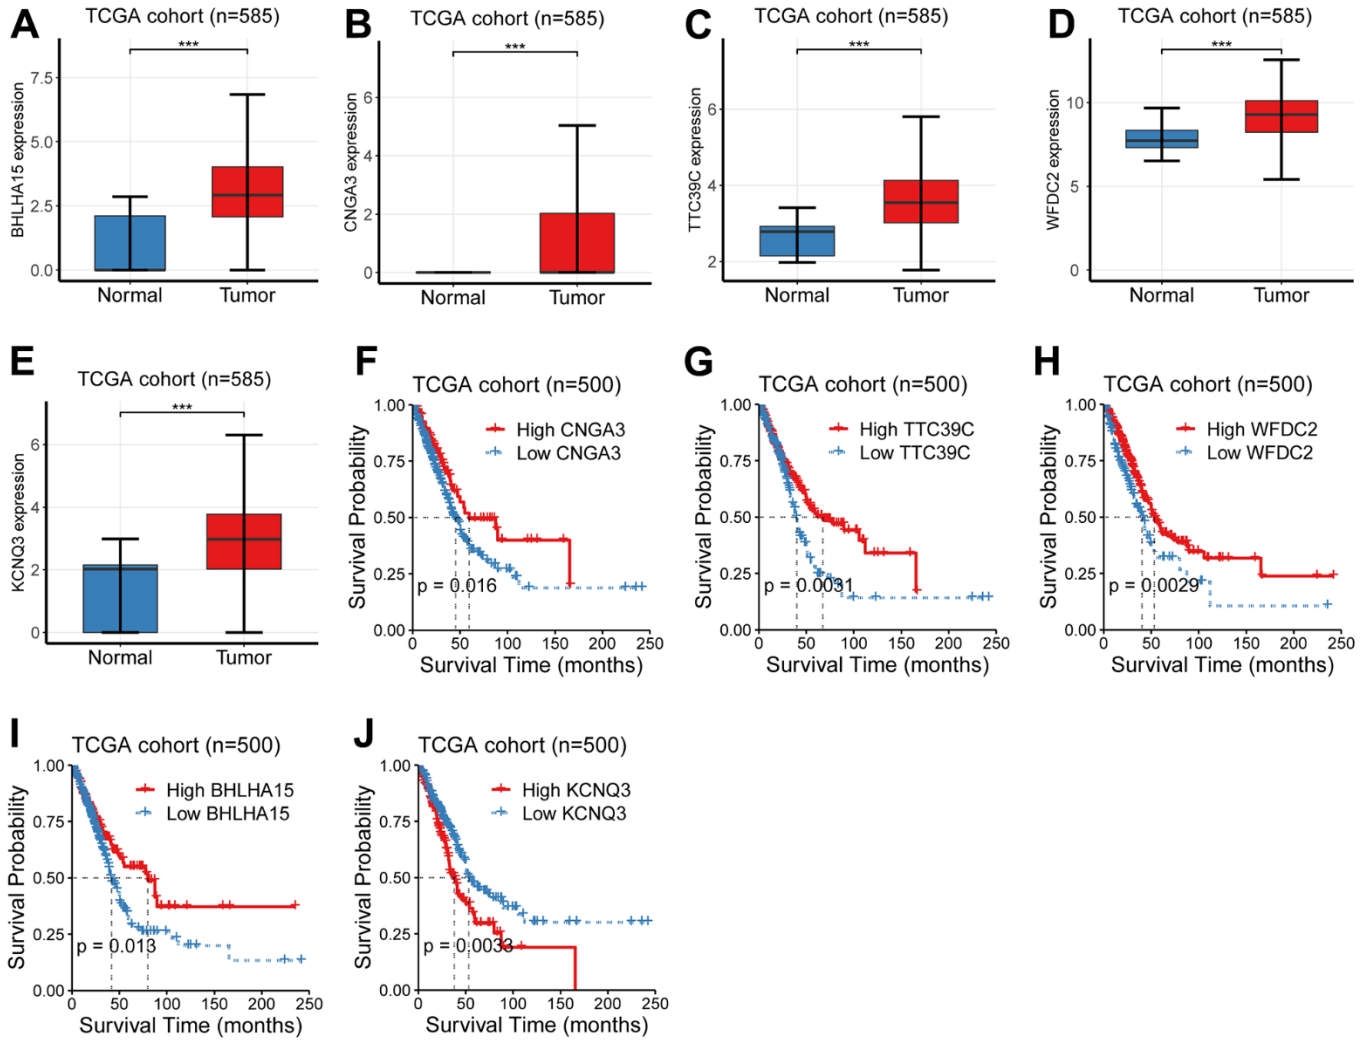 A
TCGA cohort (n=585)
***
BHLHA15 expression
7.5
5.0
2.5
0.0
Normal
Tumor
B
TCGA cohort (n=585)
***
CNGA3 expression
6
4
2
0
Normal
Tumor
C
TCGA cohort (n=585)
***
TTC39C expression
6
4
2
Normal
Tumor
D
TCGA cohort (n=585)
***
WFDC2 expression
10
5
0
Normal
Tumor
E
TCGA cohort (n=585)
***
KCNQ3 expression
6
4
2
0
Normal
Tumor
F
TCGA cohort (n=500)
High CNGA3
Low CNGA3
Survival Probability
1.00
0.75
0.50
0.25
0.00
p = 0.016
0 50 100 150 200 250
Survival Time (months)
G
TCGA cohort (n=500)
High TTC39C
Low TTC39C
Survival Probability
1.00
0.75
0.50
0.25
0.00
p = 0.0031
0 50 100 150 200 250
Survival Time (months)
H
TCGA cohort (n=500)
High WFDC2
Low WFDC2
Survival Probability
1.00
0.75
0.50
0.25
0.00
p = 0.0029
0 50 100 150 200 250
Survival Time (months)
I
TCGA cohort (n=500)
High BHLHA15
Low BHLHA15
Survival Probability
1.00
0.75
0.50
0.25
0.00
p = 0.013
0 50 100 150 200 250
Survival Time (months)
J
TCGA cohort (n=500)
High KCNQ3
Low KCNQ3
Survival Probability
1.00
0.75
0.50
0.25
0.00
p = 0.0033
0 50 100 150 200 250
Survival Time (months)